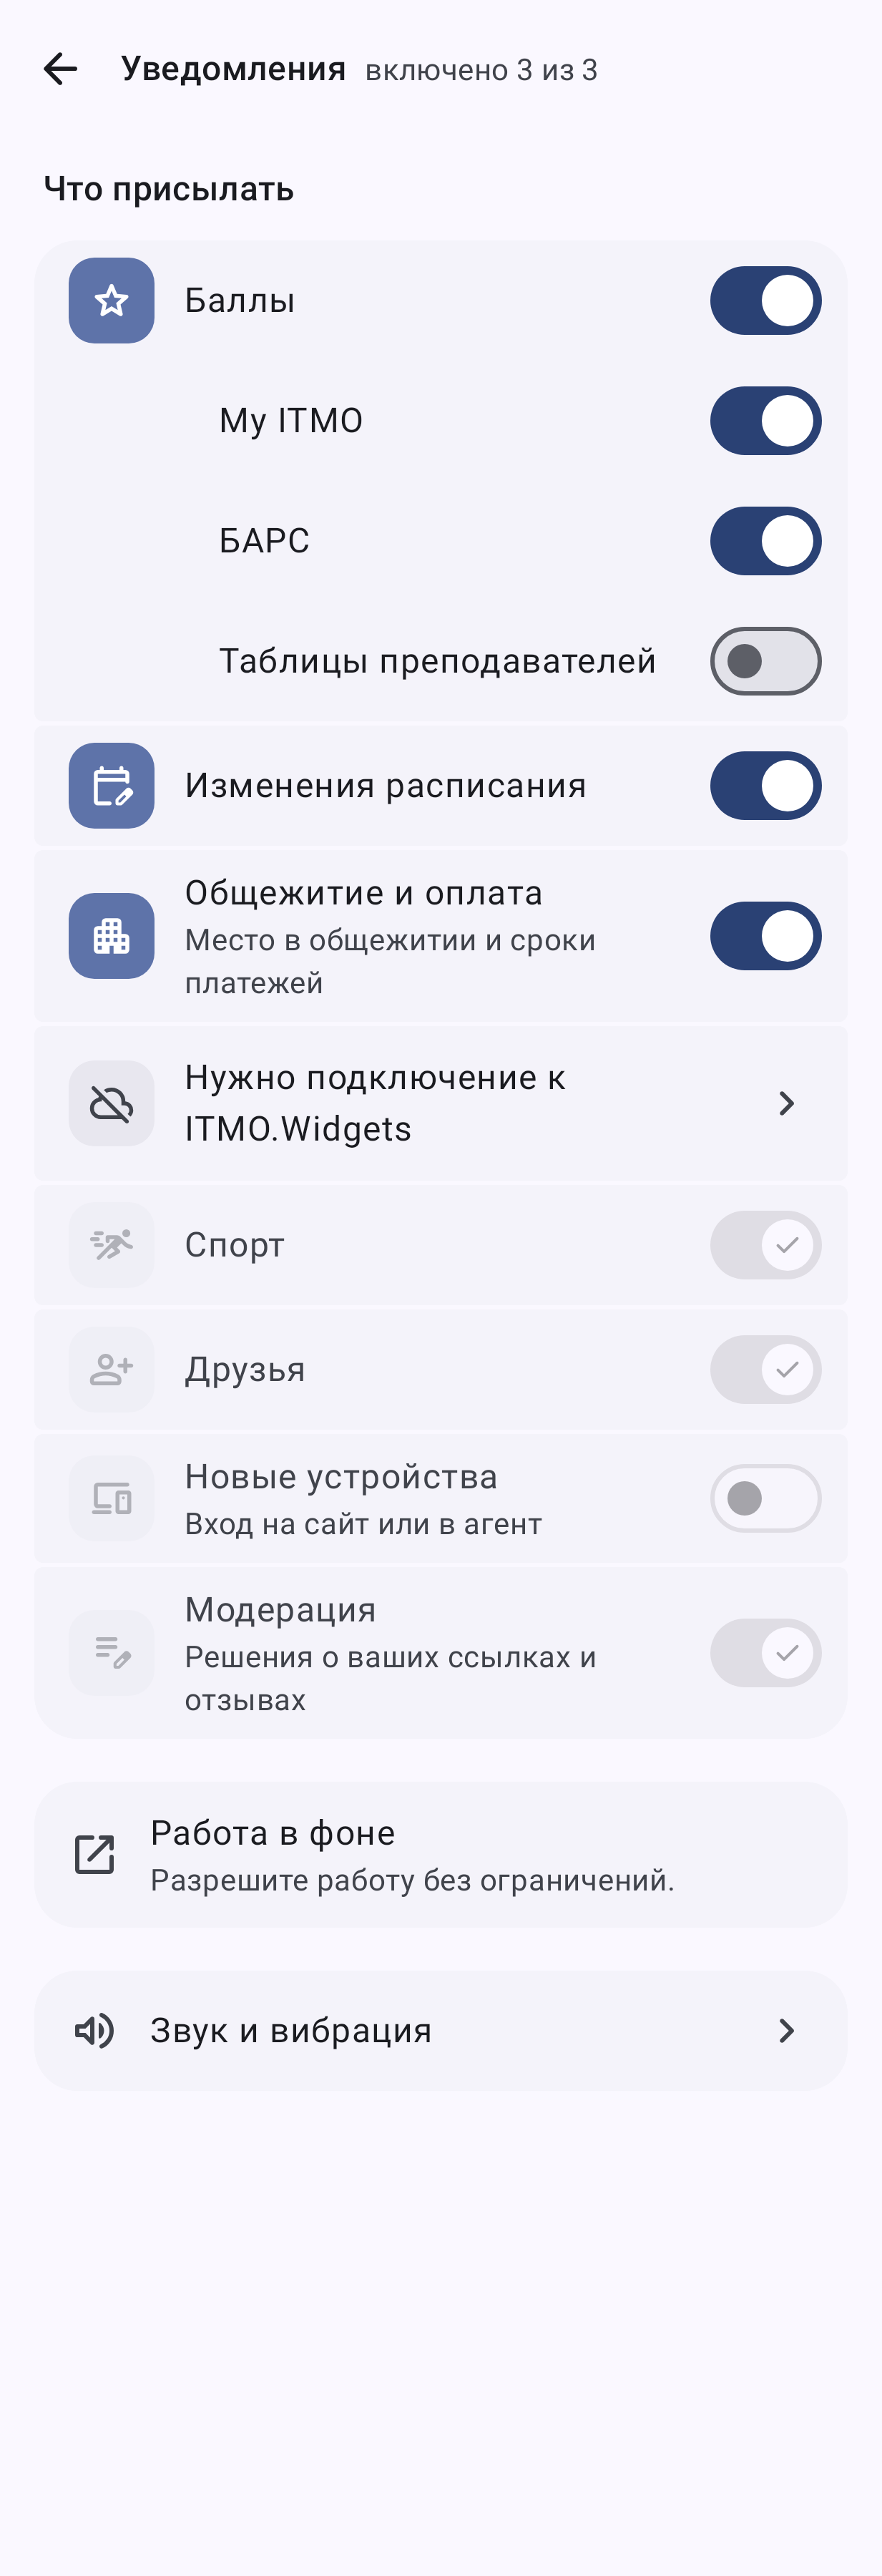 Уведомления включено 3 из 3
Что присылать
Баллы
My ITMO
БАРС
Таблицы преподавателей
Изменения расписания
Общежитие и оплата
Место в общежитии и сроки
платежей
Нужно подключение к
ITMO.Widgets
Спорт
Друзья
Новые устройства
Вход на сайт или в агент
Модерация
Решения о ваших ссылках и
отзывах
Работа в фоне
Разрешите работу без ограничений.
Звук и вибрация